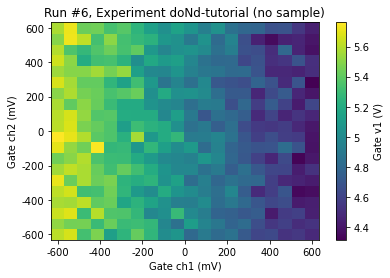 Run #6, Experiment doNd-tutorial (no sample)
Gate ch2 (mV)
600
400
200
0
-200
-400
-600
-600 -400 -200 0 200 400 600
Gate ch1 (mV)
5.6
5.4
5.2
5
4.8
4.6
4.4
Gate v1 (V)